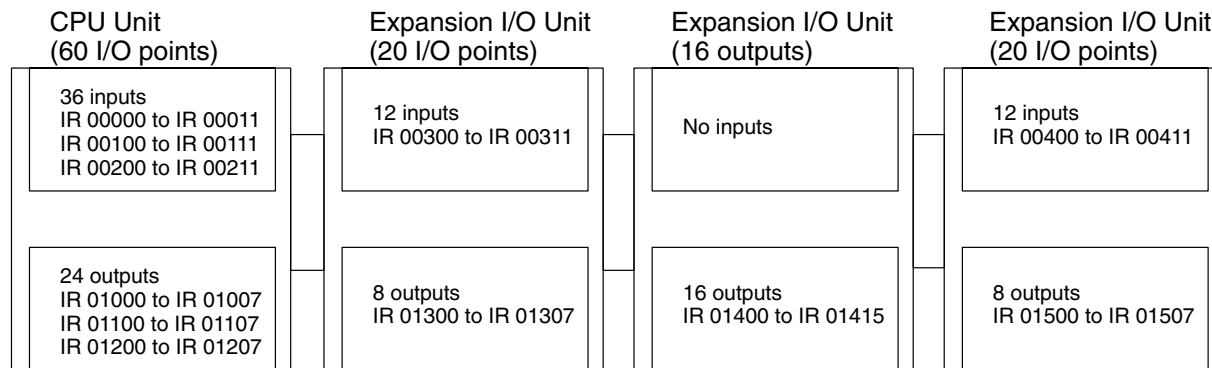 CPU Unit
(60 I/O points)
36 inputs
IR 00000 to IR 00011
IR 00100 to IR 00111
IR 00200 to IR 00211
24 outputs
IR 01000 to IR 01007
IR 01100 to IR 01107
IR 01200 to IR 01207
Expansion I/O Unit
(20 I/O points)
12 inputs
IR 00300 to IR 00311
8 outputs
IR 01300 to IR 01307
Expansion I/O Unit
(16 outputs)
No inputs
16 outputs
IR 01400 to IR 01415
Expansion I/O Unit
(20 I/O points)
12 inputs
IR 00400 to IR 00411
8 outputs
IR 01500 to IR 01507